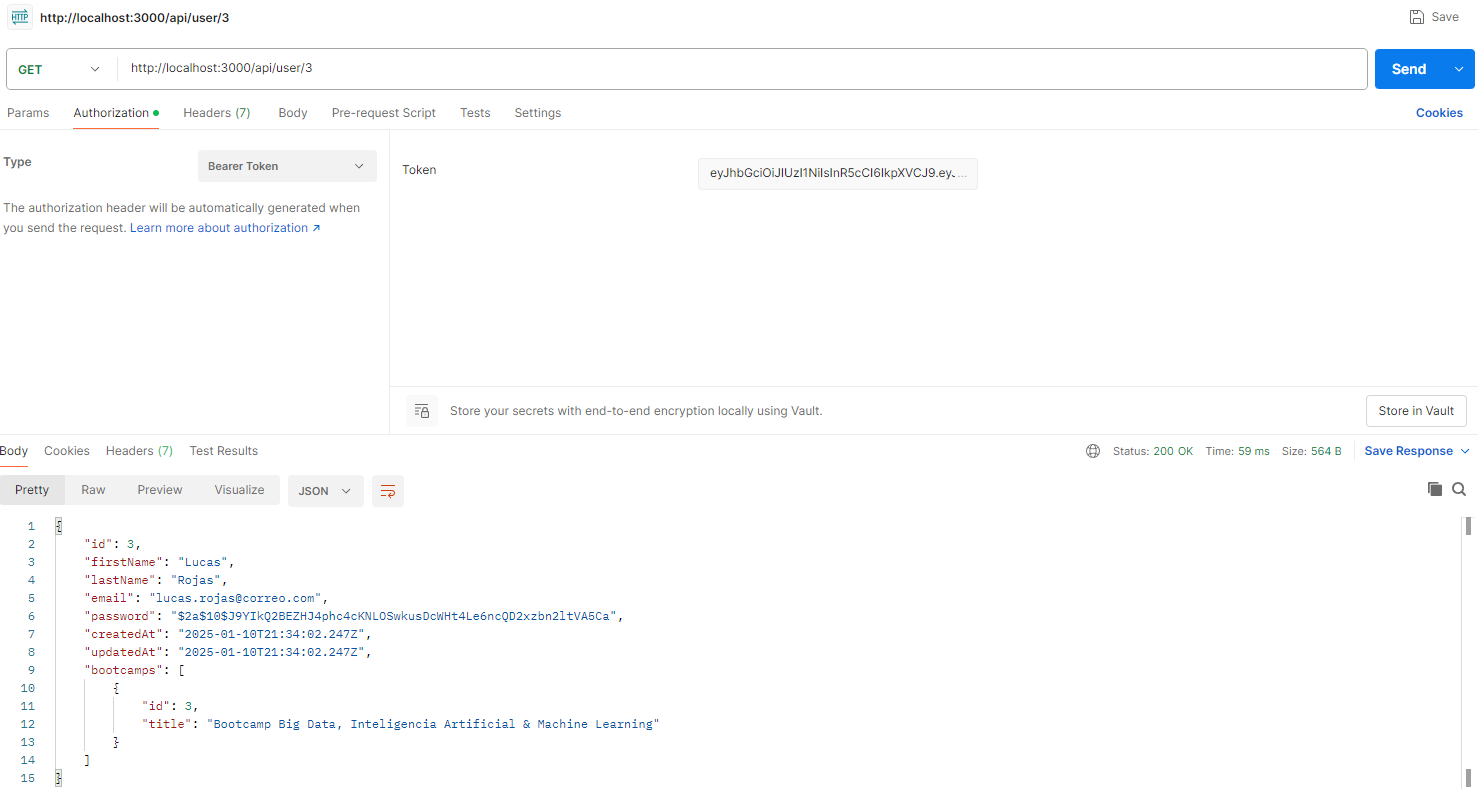 HTTP http://localhost:3000/api/user/3 Save
GET http://localhost:3000/api/user/3 Send
Params Authorization Headers (7) Body Pre-request Script Tests Settings Cookies
Type Bearer Token
The authorization header will be automatically generated when
you send the request. Learn more about authorization ↗
Token eyJhbGciOiJIUzI1NiIsInR5cCI6IkpXVCJ9.eyJ...
Store your secrets with end-to-end encryption locally using Vault. Store in Vault
Body Cookies Headers (7) Test Results Status: 200 OK Time: 59 ms Size: 564 B Save Response
Pretty Raw Preview Visualize JSON
1 {
2 "id": 3,
3 "firstName": "Lucas",
4 "lastName": "Rojas",
5 "email": "lucas.rojas@correo.com",
6 "password": "$2a$10$J9YIkQ2BEZHJ4phc4cKNLOSwkusDcWHt4Le6ncQD2xzbn2ltVA5Ca",
7 "createdAt": "2025-01-10T21:34:02.247Z",
8 "updatedAt": "2025-01-10T21:34:02.247Z",
9 "bootcamps": [
10 {
11 "id": 3,
12 "title": "Bootcamp Big Data, Inteligencia Artificial & Machine Learning"
13 }
14 ]
15 }